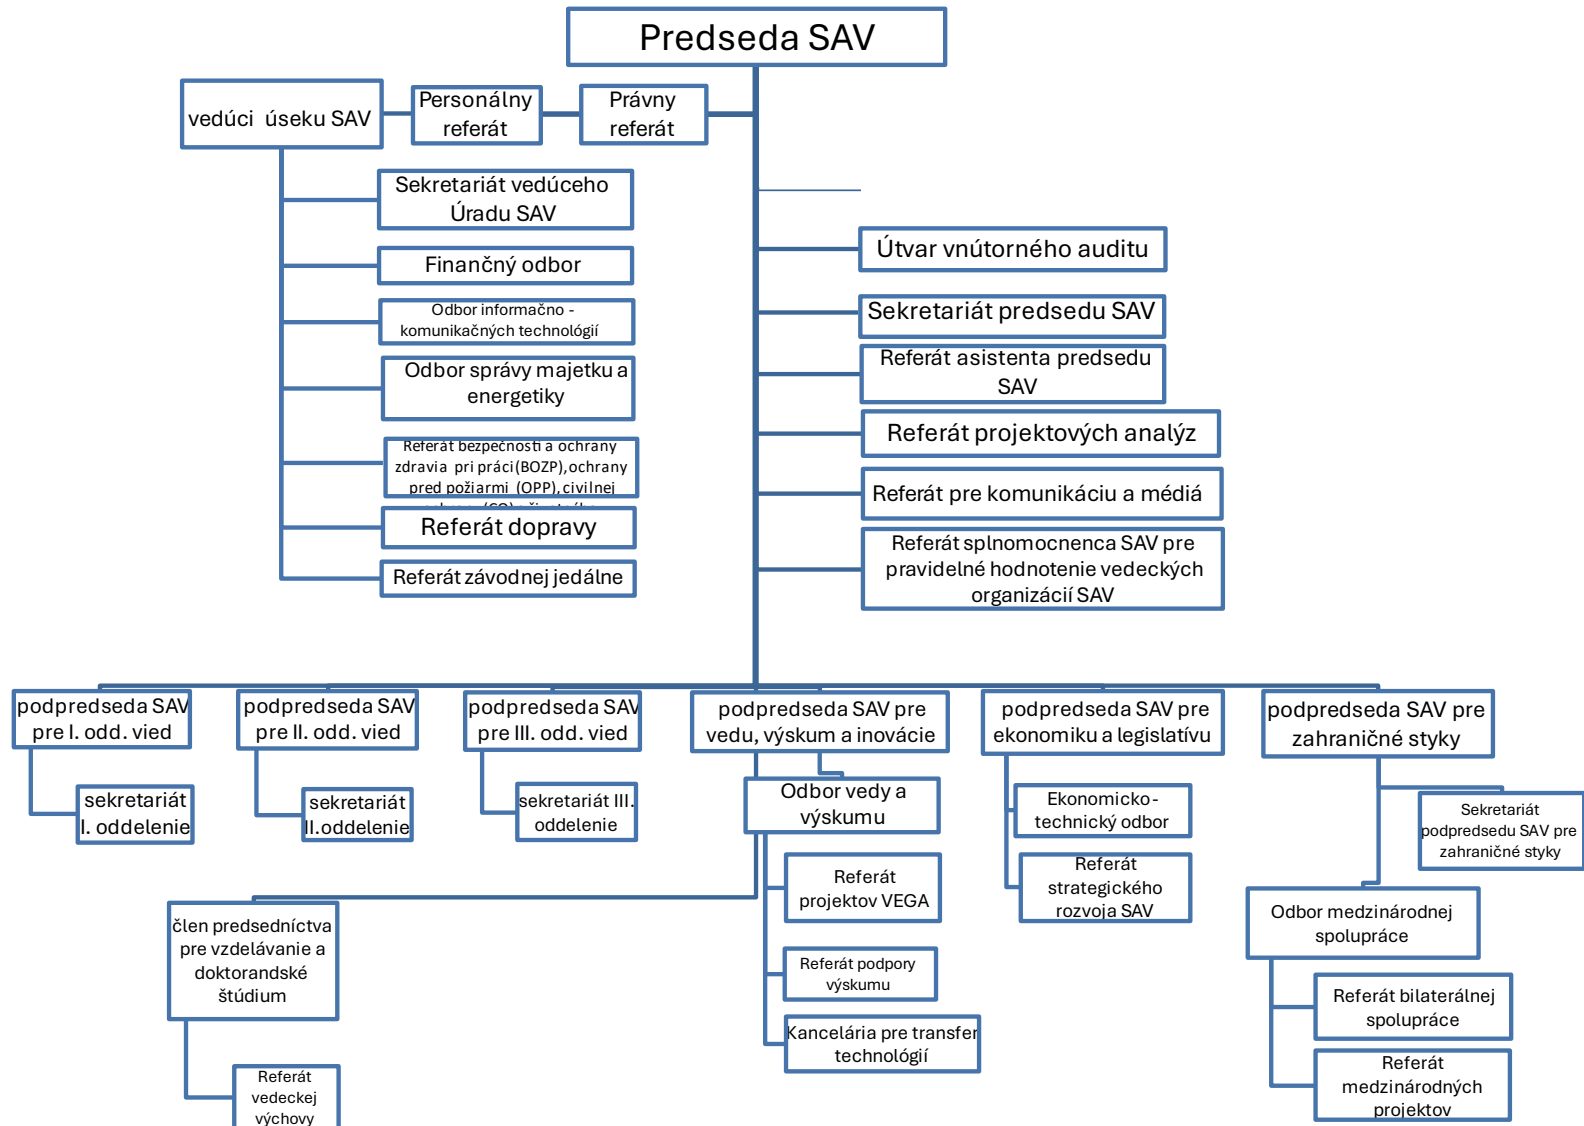 Predseda SAV
vedúci úseku SAV
Personálny
referát
Právny
referát
Sekretariát vedúceho
Úradu SAV
Finančný odbor
Odbor informačno -
komunikačných technológií
Odbor správy majetku a
energetiky
Referát bezpečnosti a ochrany
zdravia pri práci(BOZP),ochrany
pred požiarmi (OPP), civilnej
Referát dopravy
Referát závodnej jedálne
Útvar vnútorného auditu
Sekretariát predsedu SAV
Referát asistenta predsedu
SAV
Referát projektových analýz
Referát pre komunikáciu a médiá
Referát splnomocnenca SAV pre
pravidelné hodnotenie vedeckých
organizácií SAV
podpredseda SAV
pre I. odd. vied
podpredseda SAV
pre II. odd. vied
podpredseda SAV
pre III. odd. vied
podpredseda SAV pre
vedu, výskum a inovácie
podpredseda SAV pre
ekonomiku a legislatívu
podpredseda SAV pre
zahraničné styky
sekretariát
I. oddelenie
sekretariát
II.oddelenie
sekretariát III.
oddelenie
Odbor vedy a
výskumu
Ekonomicko-
technický odbor
Sekretariát
podpredsedu SAV pre
zahraničné styky
Referát
projektov VEGA
Referát
strategického
rozvoja SAV
člen predsedníctva
pre vzdelávanie a
doktorandské
štúdium
Odbor medzinárodnej
spolupráce
Referát podpory
výskumu
Referát bilaterálnej
spolupráce
Kancelária pre transfer
technológií
Referát
medzinárodných
projektov
Referát
vedeckej
výchovy